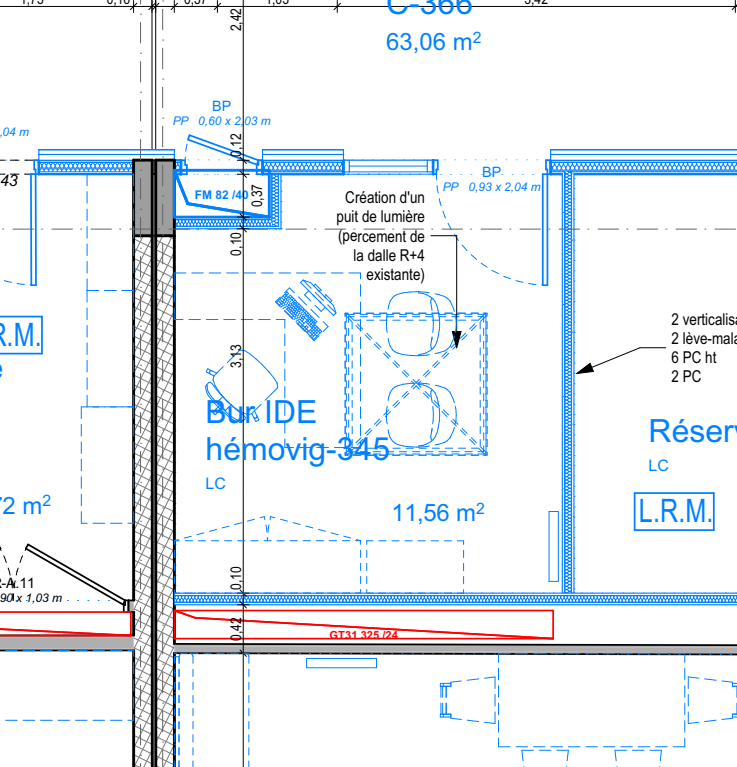 C-366
63,06 m²
2,42
BP
PP 0,60 x 2,03 m
,04 m
0,12
43
FM 82 /40
0,37
BP
PP 0,93 x 2,04 m
Création d'un
puit de lumière
(percement de
la dalle R+4
existante)
0,10
R.M.
2 verticalisa
2 lève-mala
6 PC ht
2 PC
3,13
Bur IDE
hémovig-345
LC
Réserv
LC
72 m²
11,56 m²
L.R.M.
0,10
90 x 1,03 m
0,42
GT31 325 /24